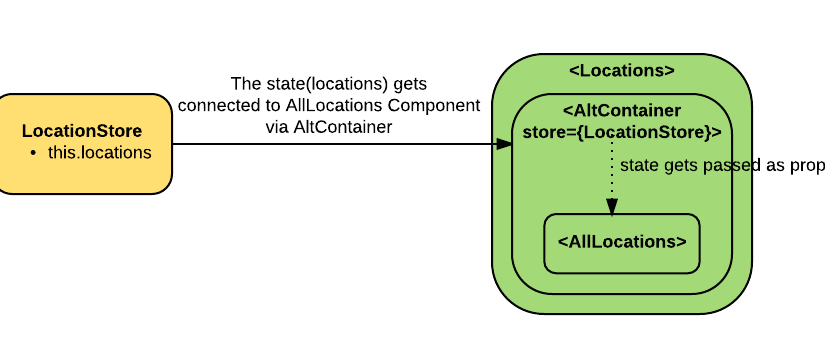 The state(locations) gets
connected to AllLocations Component
via AltContainer
LocationStore
• this.locations
<Locations>
<AltContainer
store={LocationStore}>
state gets passed as prop
<AllLocations>